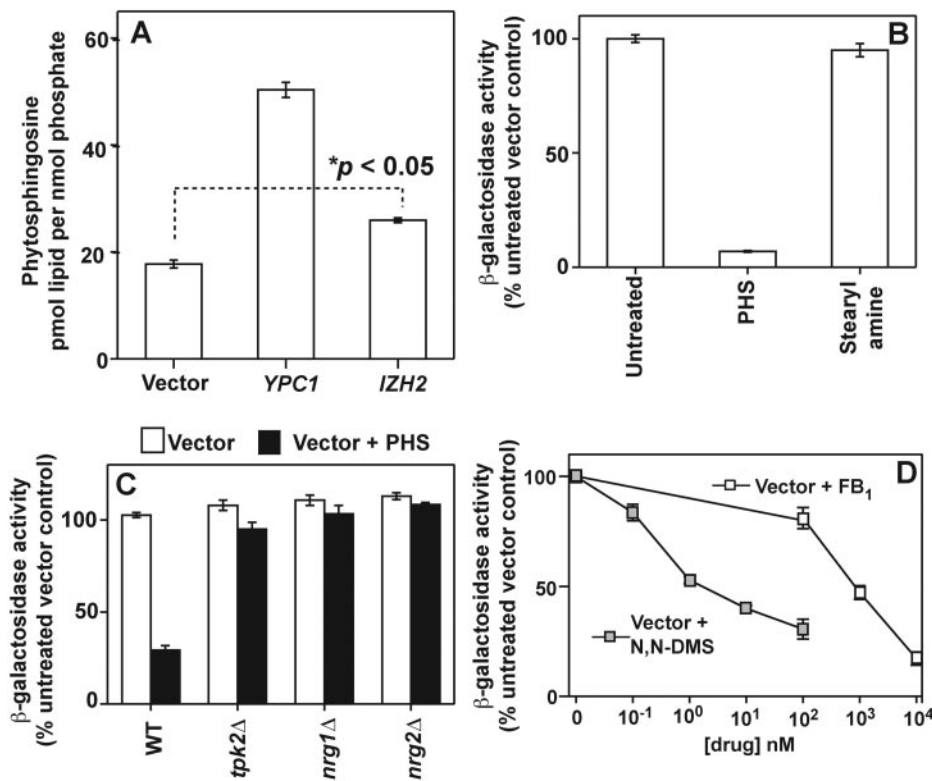 A
60
40
20
0
Phytosphingosine
pmol lipid per nmol phosphate
*p < 0.05
Vector
YPC1
IZH2
B
100
50
0
β-galactosidase activity
(% untreated vector control)
Untreated
PHS
Stearyl
amine
Vector
Vector + PHS
C
100
50
0
β-galactosidase activity
(% untreated vector control)
WT
tpk2Δ
nrg1Δ
nrg2Δ
D
100
50
0
β-galactosidase activity
(% untreated vector control)
Vector + FB₁
Vector +
N,N-DMS
0 10⁻¹ 10⁰ 10¹ 10² 10³ 10⁴
[drug] nM